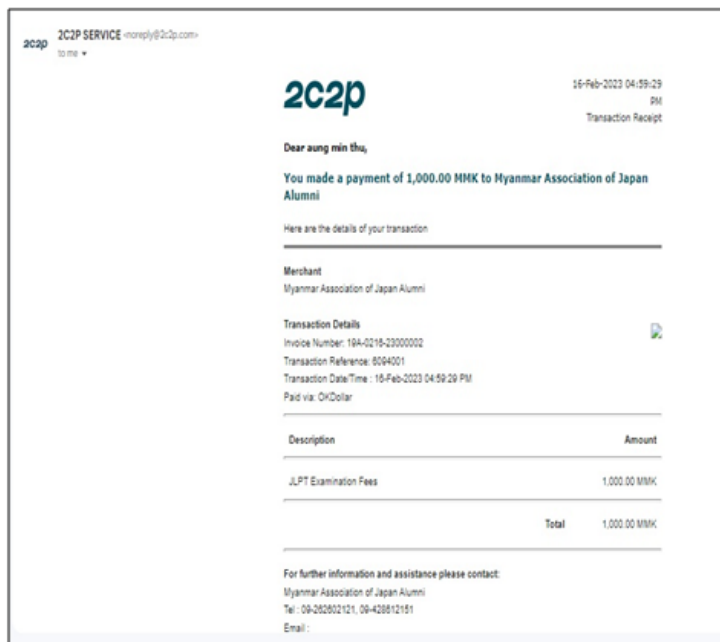 2c2p
2C2P SERVICE <noreply@2c2p.com>
to me
2c2p
16-Feb-2023 04:59:29
PM
Transaction Receipt
Dear aung min thu,
You made a payment of 1,000.00 MMK to Myanmar Association of Japan
Alumni
Here are the details of your transaction
Merchant
Myanmar Association of Japan Alumni
Transaction Details
Invoice Number: 19A-0216-23000002
Transaction Reference: 6094001
Transaction Date/Time : 16-Feb-2023 04:59:29 PM
Paid via: OKDollar
Description Amount
JLPT Examination Fees 1,000.00 MMK
Total 1,000.00 MMK
For further information and assistance please contact:
Myanmar Association of Japan Alumni
Tel : 09-262602121, 09-428612151
Email :